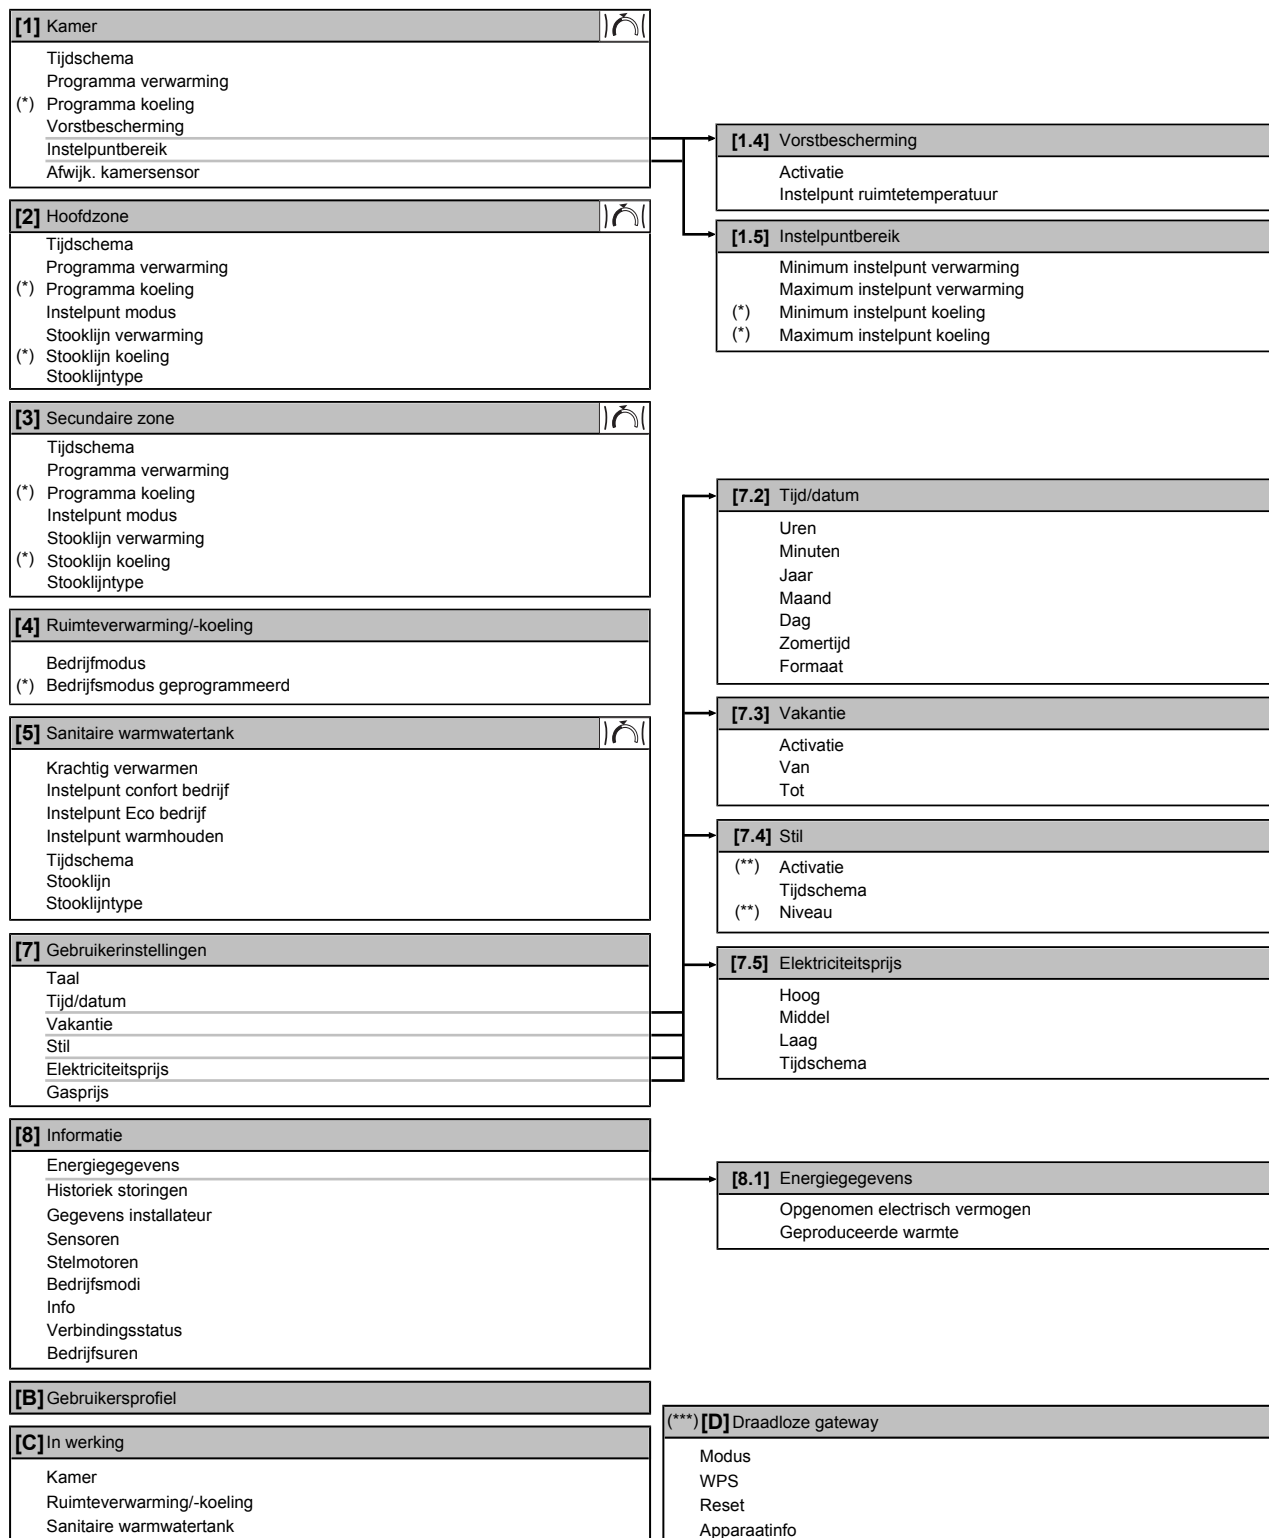 [1] Kamer
Tijdschema
Programma verwarming
(*) Programma koeling
Vorstbescherming
Instelpuntbereik
Afwijk. kamersensor
[1.4] Vorstbescherming
Activatie
Instelpunt ruimtetemperatuur
[1.5] Instelpuntbereik
Minimum instelpunt verwarming
Maximum instelpunt verwarming
(*) Minimum instelpunt koeling
(*) Maximum instelpunt koeling
[2] Hoofdzone
Tijdschema
Programma verwarming
(*) Programma koeling
Instelpunt modus
Stooklijn verwarming
(*) Stooklijn koeling
Stooklijntype
[3] Secundaire zone
Tijdschema
Programma verwarming
(*) Programma koeling
Instelpunt modus
Stooklijn verwarming
(*) Stooklijn koeling
Stooklijntype
[4] Ruimteverwarming/-koeling
Bedrijfmodus
(*) Bedrijfsmodus geprogrammeerd
[5] Sanitaire warmwatertank
Krachtig verwarmen
Instelpunt confort bedrijf
Instelpunt Eco bedrijf
Instelpunt warmhouden
Tijdschema
Stooklijn
Stooklijntype
[7] Gebruikerinstellingen
Taal
Tijd/datum
Vakantie
Stil
Elektriciteitsprijs
Gasprijs
[7.2] Tijd/datum
Uren
Minuten
Jaar
Maand
Dag
Zomertijd
Formaat
[7.3] Vakantie
Activatie
Van
Tot
[7.4] Stil
(**) Activatie
Tijdschema
(**) Niveau
[7.5] Elektriciteitsprijs
Hoog
Middel
Laag
Tijdschema
[8] Informatie
Energiegegevens
Historiek storingen
Gegevens installateur
Sensoren
Stelmotoren
Bedrijfsmodi
Info
Verbindingsstatus
Bedrijfsuren
[8.1] Energiegegevens
Opgenomen electrisch vermogen
Geproduceerde warmte
[B] Gebruikersprofiel
[C] In werking
Kamer
Ruimteverwarming/-koeling
Sanitaire warmwatertank
(***) [D] Draadloze gateway
Modus
WPS
Reset
Apparaatinfo